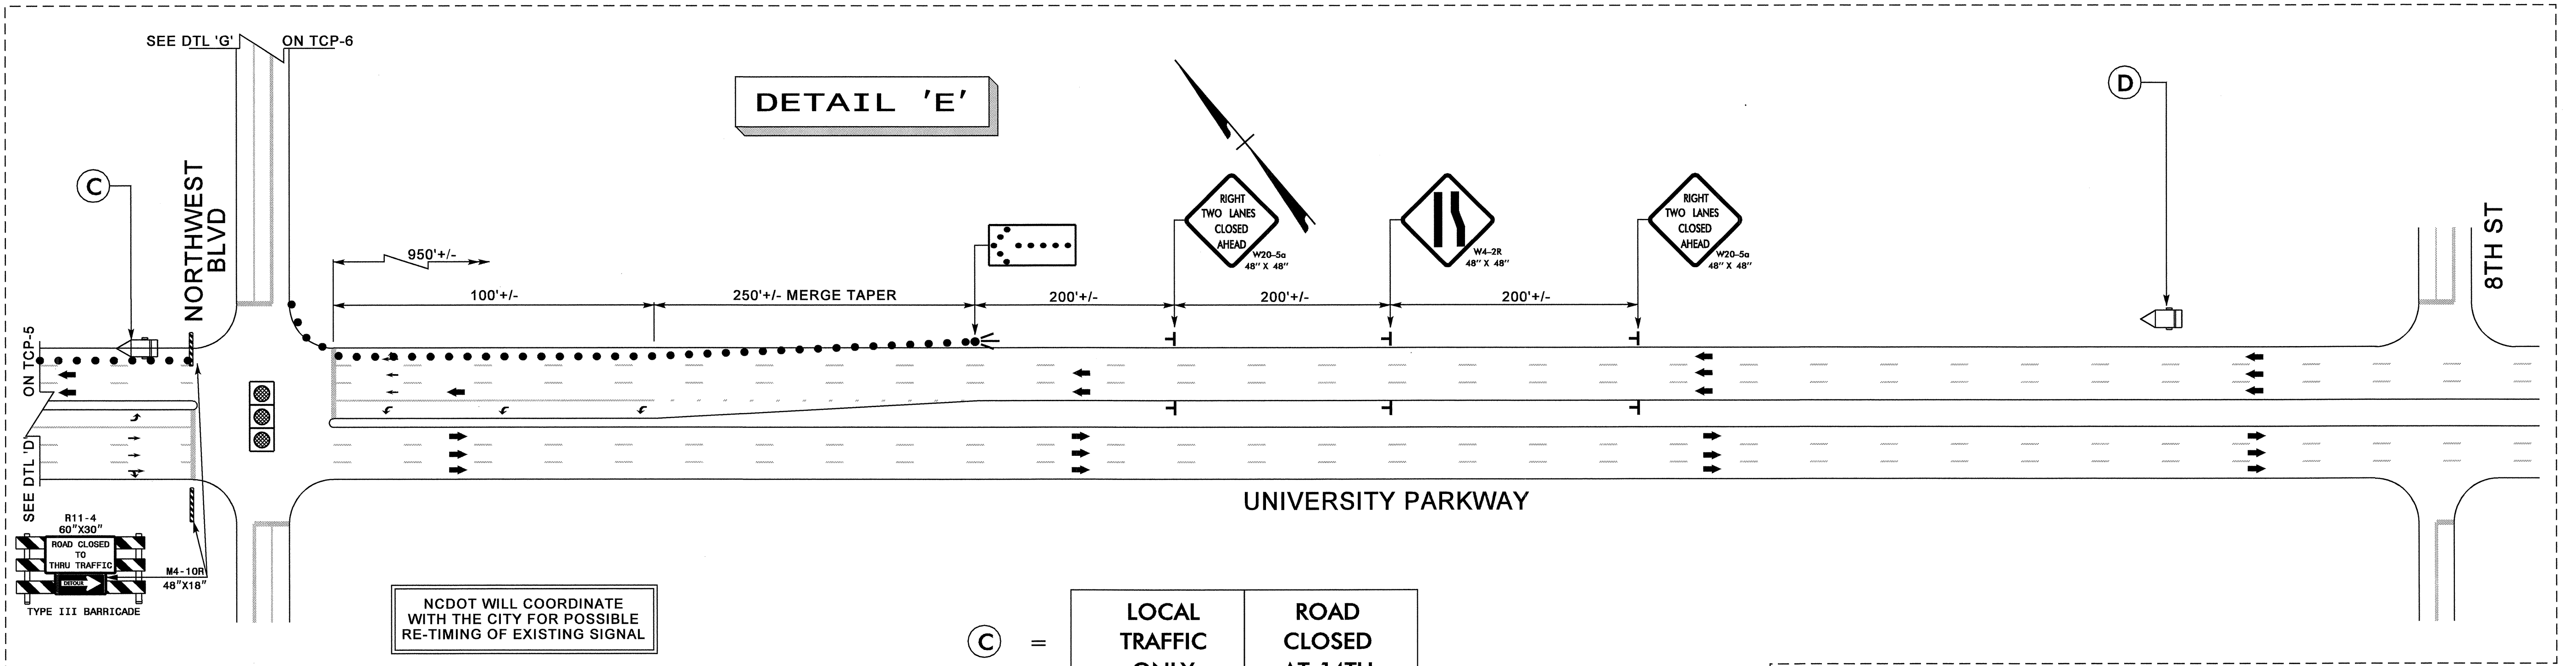 SEE DTL 'G' ON TCP-6
DETAIL 'E'
D
C
NORTHWEST
BLVD
8TH ST
RIGHT
TWO LANES
CLOSED
AHEAD
W20-5a
48" X 48"
W4-2R
48" X 48"
RIGHT
TWO LANES
CLOSED
AHEAD
W20-5a
48" X 48"
950'+/-
100'+/-
250'+/- MERGE TAPER
200'+/-
200'+/-
200'+/-
SEE DTL 'D' ON TCP-5
UNIVERSITY PARKWAY
R11-4
60"X30"
ROAD CLOSED
TO
THRU TRAFFIC
DETOUR
M4-10R
48"X18"
TYPE III BARRICADE
NCDOT WILL COORDINATE
WITH THE CITY FOR POSSIBLE
RE-TIMING OF EXISTING SIGNAL
C =
LOCAL
TRAFFIC
ONLY
ROAD
CLOSED
AT 14TH